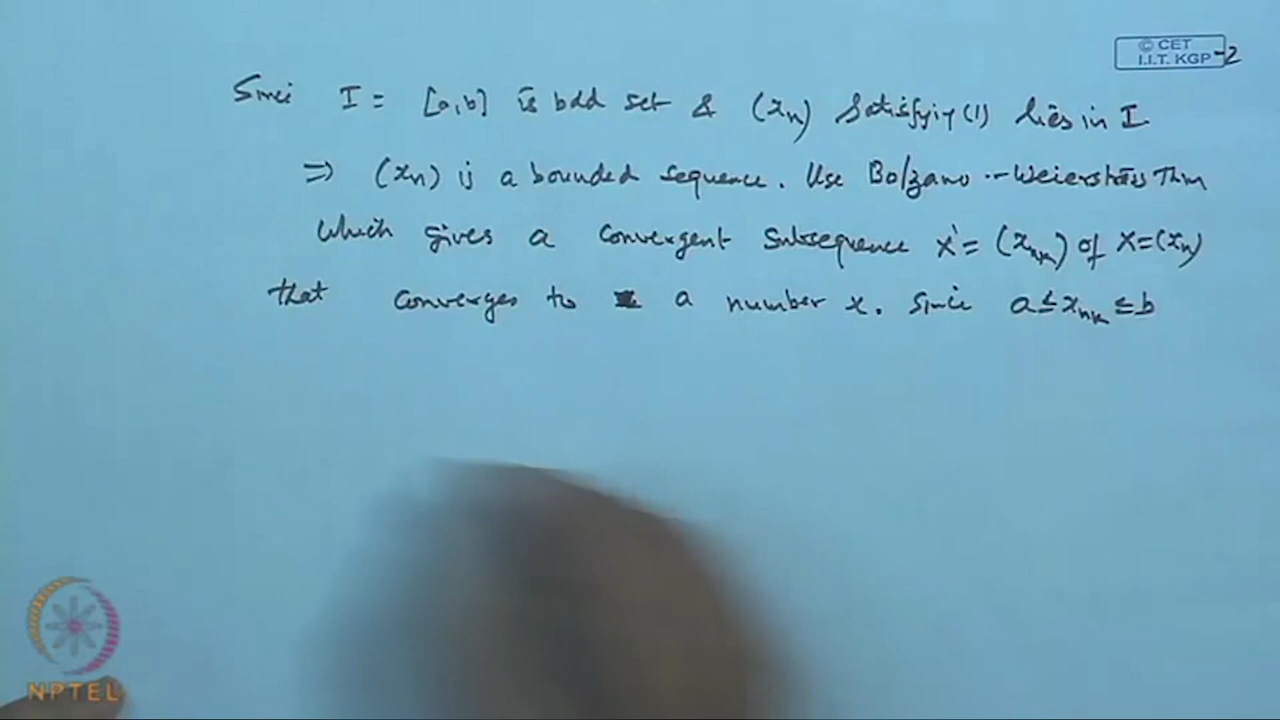 © CET
I.I.T. KGP
-2
Since I = [a,b] is bdd set & (xₙ) Satisfying (1) lies in I
⇒ (xₙ) is a bounded sequence. Use Bolzano-Weierstrass Thm
Which gives a convergent Subsequence X' = (xₙₖ) of X=(xₙ)
that converges to a number x. Since a≤xₙₖ≤b
NPTEL